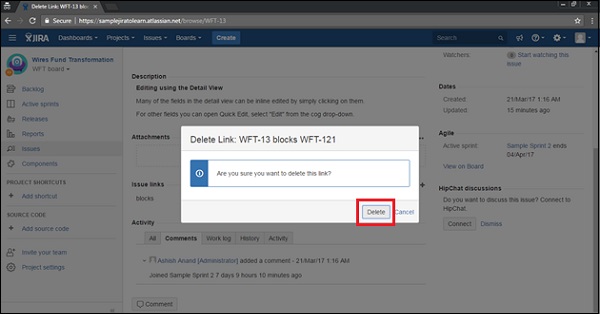 Delete Link: WFT-13 bloc
Secure | https://samplejiratolearn.atlassian.net/browse/WFT-13
JIRA Dashboards Projects Issues Boards Create Search
Wires Fund Transformation
WFT board
Backlog
Active sprints
Releases
Reports
Issues
Components
PROJECT SHORTCUTS
Add shortcut
SOURCE CODE
Add source code
Invite your team
Project settings
Description
Editing using the Detail View
Many of the fields in the detail view can be inline edited by simply clicking on them.
For other fields you can open Quick Edit, select "Edit" from the cog drop-down.
Attachments
Delete Link: WFT-13 blocks WFT-121
Are you sure you want to delete this link?
Delete Cancel
Issue links
blocks
Activity
All Comments Work log History Activity
Ashish Anand [Administrator] added a comment - 21/Mar/17 1:16 AM
Joined Sample Sprint 2 7 days 9 hours 10 minutes ago
Comment
Watchers:
Start watching this
issue
Dates
Created: 21/Mar/17 1:16 AM
Updated: 15 minutes ago
Agile
Active sprint: Sample Sprint 2 ends
04/Apr/17
View on Board
HipChat discussions
Do you want to discuss this issue? Connect to
HipChat.
Connect Dismiss